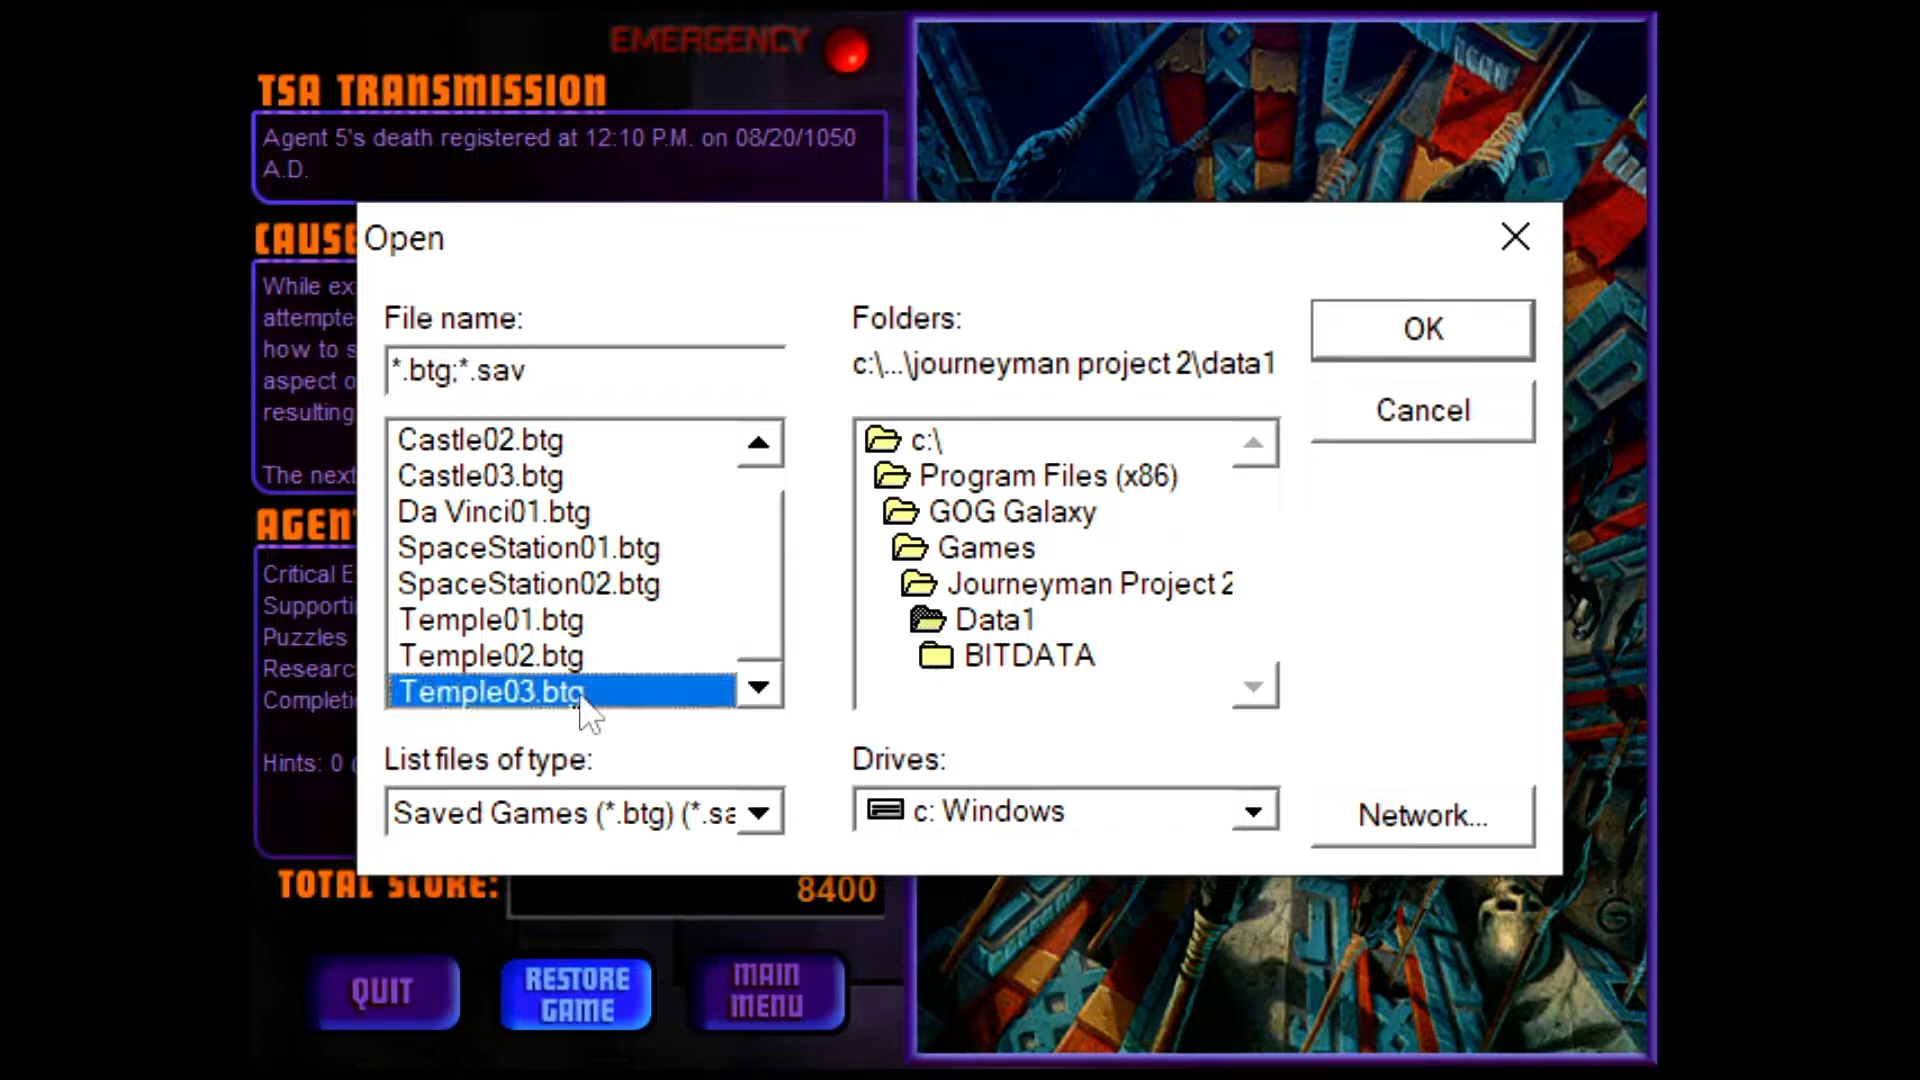 EMERGENCY
TSA TRANSMISSION
Agent 5's death registered at 12:10 P.M. on 08/20/1050
A.D.
CAUSE
While ex
attempte
how to s
aspect o
resulting
The next
AGENT
Critical E
Supporti
Puzzles
Researc
Completi
Hints: 0 (
TOTAL SCORE:
8400
QUIT
RESTORE
GAME
MAIN
MENU
Open
File name:
*.btg;*.sav
Castle02.btg
Castle03.btg
Da Vinci01.btg
SpaceStation01.btg
SpaceStation02.btg
Temple01.btg
Temple02.btg
Temple03.btg
List files of type:
Saved Games (*.btg) (*.sa
Folders:
c:\...\journeyman project 2\data1
c:\
Program Files (x86)
GOG Galaxy
Games
Journeyman Project 2
Data1
BITDATA
Drives:
c: Windows
OK
Cancel
Network...